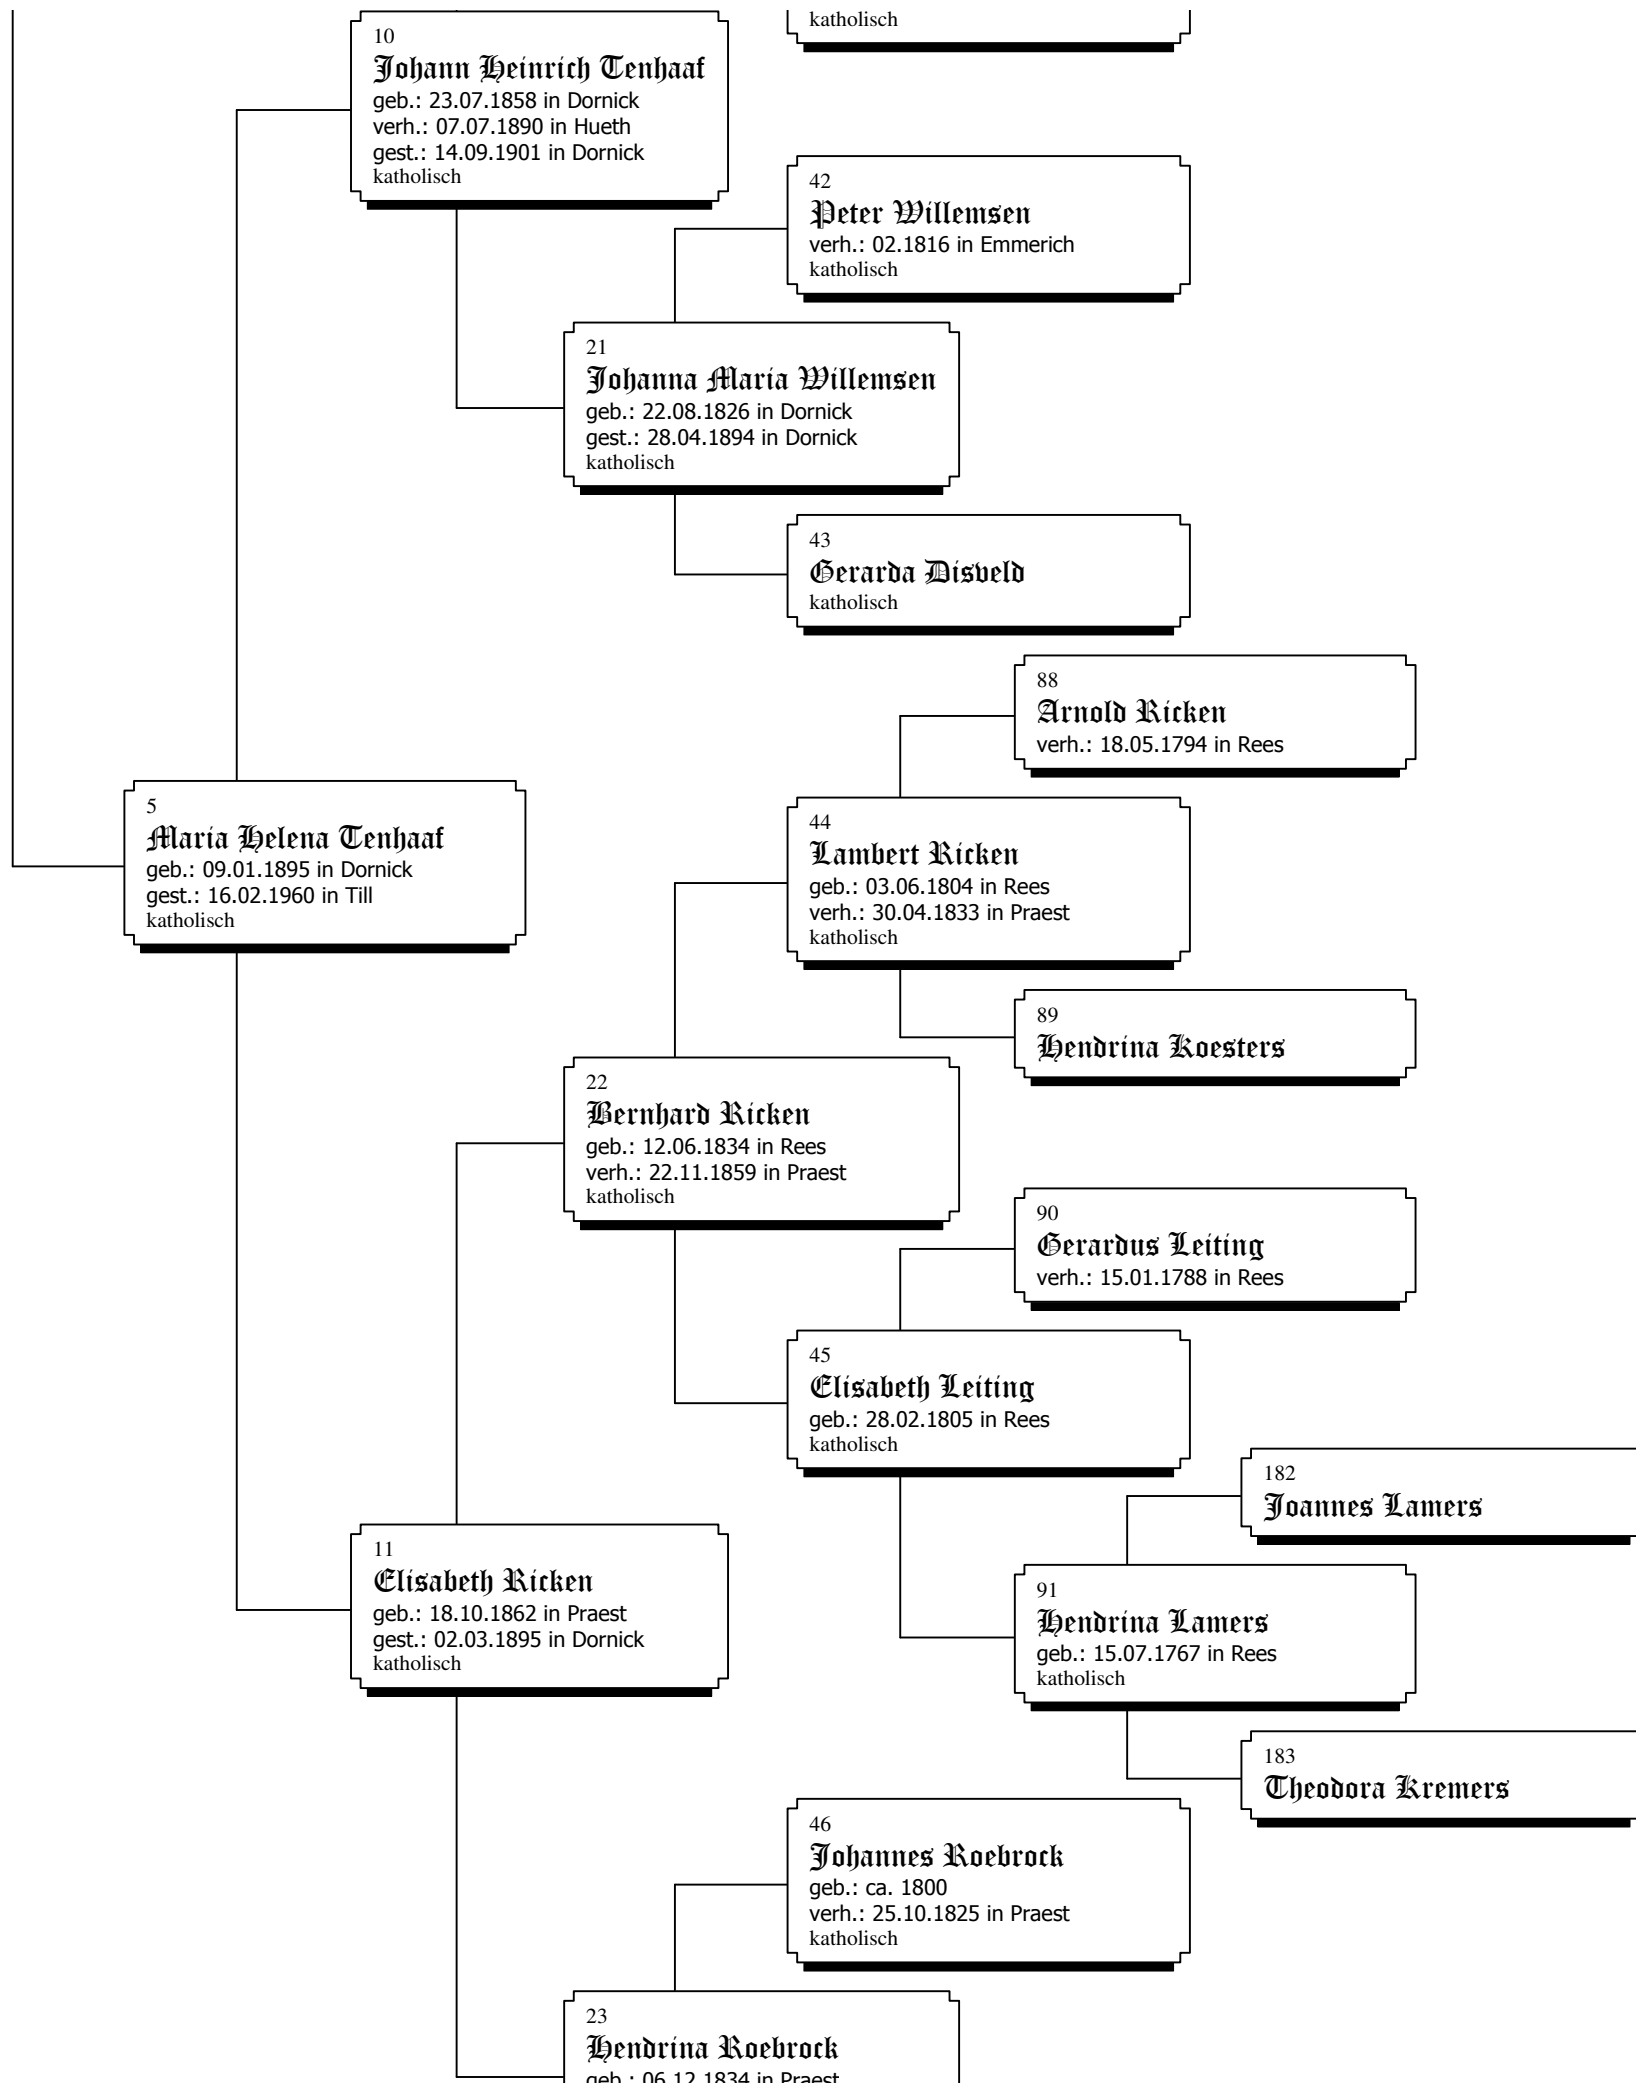 katholisch
10
Johann Heinrich Tenhaaf
geb.: 23.07.1858 in Dornick
verh.: 07.07.1890 in Hueth
gest.: 14.09.1901 in Dornick
katholisch
42
Peter Willemsen
verh.: 02.1816 in Emmerich
katholisch
21
Johanna Maria Willemsen
geb.: 22.08.1826 in Dornick
gest.: 28.04.1894 in Dornick
katholisch
43
Gerarda Disveld
katholisch
88
Arnold Ricken
verh.: 18.05.1794 in Rees
5
Maria Helena Tenhaaf
geb.: 09.01.1895 in Dornick
gest.: 16.02.1960 in Till
katholisch
44
Lambert Ricken
geb.: 03.06.1804 in Rees
verh.: 30.04.1833 in Praest
katholisch
89
Hendrina Koesters
22
Bernhard Ricken
geb.: 12.06.1834 in Rees
verh.: 22.11.1859 in Praest
katholisch
90
Gerardus Leiting
verh.: 15.01.1788 in Rees
45
Elisabeth Leiting
geb.: 28.02.1805 in Rees
katholisch
182
Joannes Lamers
11
Elisabeth Ricken
geb.: 18.10.1862 in Praest
gest.: 02.03.1895 in Dornick
katholisch
91
Hendrina Lamers
geb.: 15.07.1767 in Rees
katholisch
183
Theodora Kremers
46
Johannes Roebrock
geb.: ca. 1800
verh.: 25.10.1825 in Praest
katholisch
23
Hendrina Roebrock
geb.: 06.12.1834 in Praest